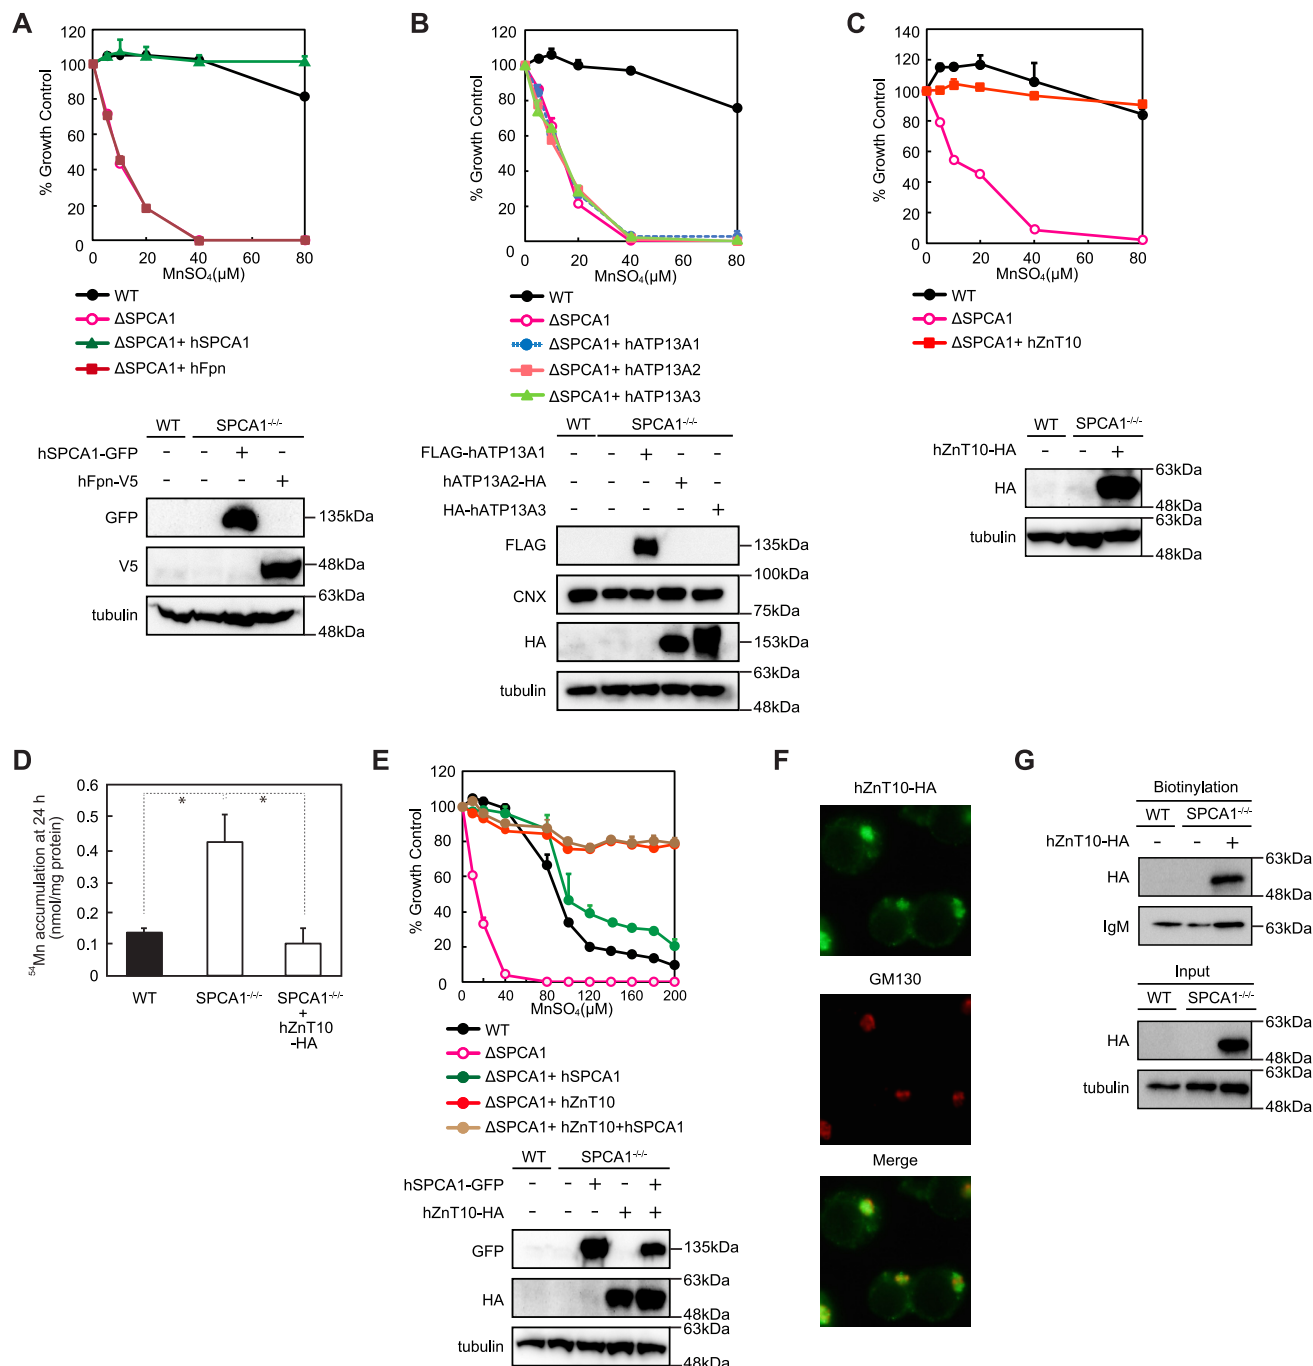 A
120
100
80
60
40
20
0
% Growth Control
0 20 40 60 80
MnSO₄(µM)
WT
ΔSPCA1
ΔSPCA1+ hSPCA1
ΔSPCA1+ hFpn
WT SPCA1⁻/⁻/⁻
hSPCA1-GFP - - + -
hFpn-V5 - - - +
GFP 135kDa
V5 48kDa
63kDa
tubulin
48kDa
B
120
100
80
60
40
20
0
% Growth Control
0 20 40 60 80
MnSO₄(µM)
WT
ΔSPCA1
ΔSPCA1+ hATP13A1
ΔSPCA1+ hATP13A2
ΔSPCA1+ hATP13A3
WT SPCA1⁻/⁻/⁻
FLAG-hATP13A1 - - + - -
hATP13A2-HA - - - + -
HA-hATP13A3 - - - - +
FLAG 135kDa
100kDa
CNX
75kDa
HA 153kDa
63kDa
tubulin
48kDa
C
140
120
100
80
60
40
20
0
% Growth Control
0 20 40 60 80
MnSO₄(µM)
WT
ΔSPCA1
ΔSPCA1+ hZnT10
WT SPCA1⁻/⁻/⁻
hZnT10-HA - - +
63kDa
HA
48kDa
63kDa
tubulin
48kDa
D
0.6
0.5
0.4
0.3
0.2
0.1
0
⁵⁴Mn accumulation at 24 h
(nmol/mg protein)
* *
WT SPCA1⁻/⁻/⁻ SPCA1⁻/⁻/⁻
+
hZnT10
-HA
E
120
100
80
60
40
20
0
% Growth Control
0 40 80 120 160 200
MnSO₄(µM)
WT
ΔSPCA1
ΔSPCA1+ hSPCA1
ΔSPCA1+ hZnT10
ΔSPCA1+ hZnT10+hSPCA1
WT SPCA1⁻/⁻/⁻
hSPCA1-GFP - - + - +
hZnT10-HA - - - + +
GFP 135kDa
63kDa
HA
48kDa
63kDa
tubulin
48kDa
F
hZnT10-HA
GM130
Merge
G
Biotinylation
WT SPCA1⁻/⁻/⁻
hZnT10-HA - - +
63kDa
HA
48kDa
IgM 63kDa
Input
WT SPCA1⁻/⁻/⁻
63kDa
HA
48kDa
63kDa
tubulin
48kDa